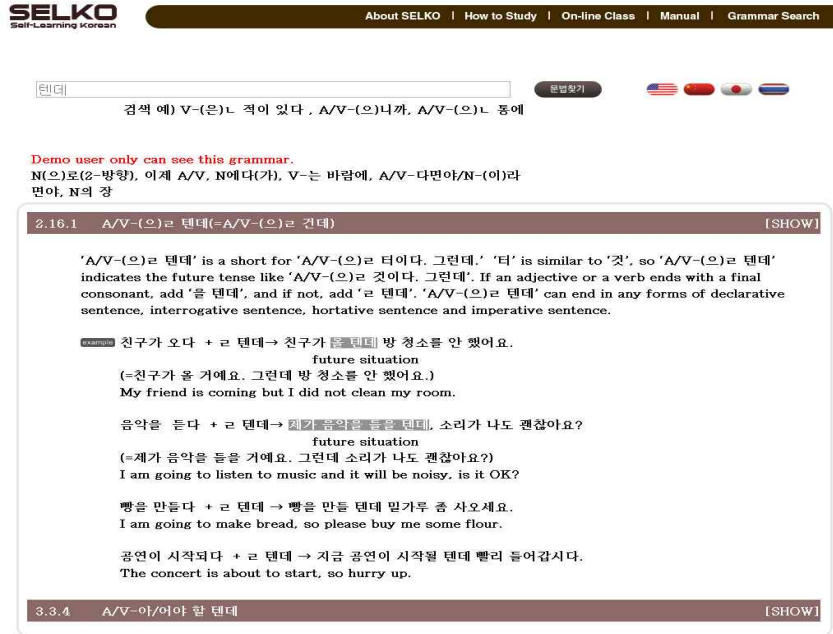 SELKO
Self-Learning Korean
About SELKO | How to Study | On-line Class | Manual | Grammar Search
텐데
문법찾기
검색 예) V-(은)ㄴ 적이 있다 , A/V-(으)니까, A/V-(으)ㄴ 통에
Demo user only can see this grammar.
N(으)로(2-방향), 이제 A/V, N에다(가), V-는 바람에, A/V-다면야/N-(이)라
면야, N의 장
2.16.1 A/V-(으)ㄹ 텐데(=A/V-(으)ㄹ 건데) [SHOW]
'A/V-(으)ㄹ 텐데' is a short for 'A/V-(으)ㄹ 터이다. 그런데.' '터' is similar to '것', so 'A/V-(으)ㄹ 텐데'
indicates the future tense like 'A/V-(으)ㄹ 것이다. 그런데'. If an adjective or a verb ends with a final
consonant, add '을 텐데', and if not, add 'ㄹ 텐데'. 'A/V-(으)ㄹ 텐데' can end in any forms of declarative
sentence, interrogative sentence, hortative sentence and imperative sentence.
example 친구가 오다 + ㄹ 텐데→ 친구가 올 텐데 방 청소를 안 했어요.
future situation
(=친구가 올 거예요. 그런데 방 청소를 안 했어요.)
My friend is coming but I did not clean my room.
음악을 듣다 + ㄹ 텐데→ 제가 음악을 들을 텐데, 소리가 나도 괜찮아요?
future situation
(=제가 음악을 들을 거예요. 그런데 소리가 나도 괜찮아요?)
I am going to listen to music and it will be noisy, is it OK?
빵을 만들다 + ㄹ 텐데 → 빵을 만들 텐데 밀가루 좀 사오세요.
I am going to make bread, so please buy me some flour.
공연이 시작되다 + ㄹ 텐데 → 지금 공연이 시작될 텐데 빨리 들어갑시다.
The concert is about to start, so hurry up.
3.3.4 A/V-아/어야 할 텐데 [SHOW]